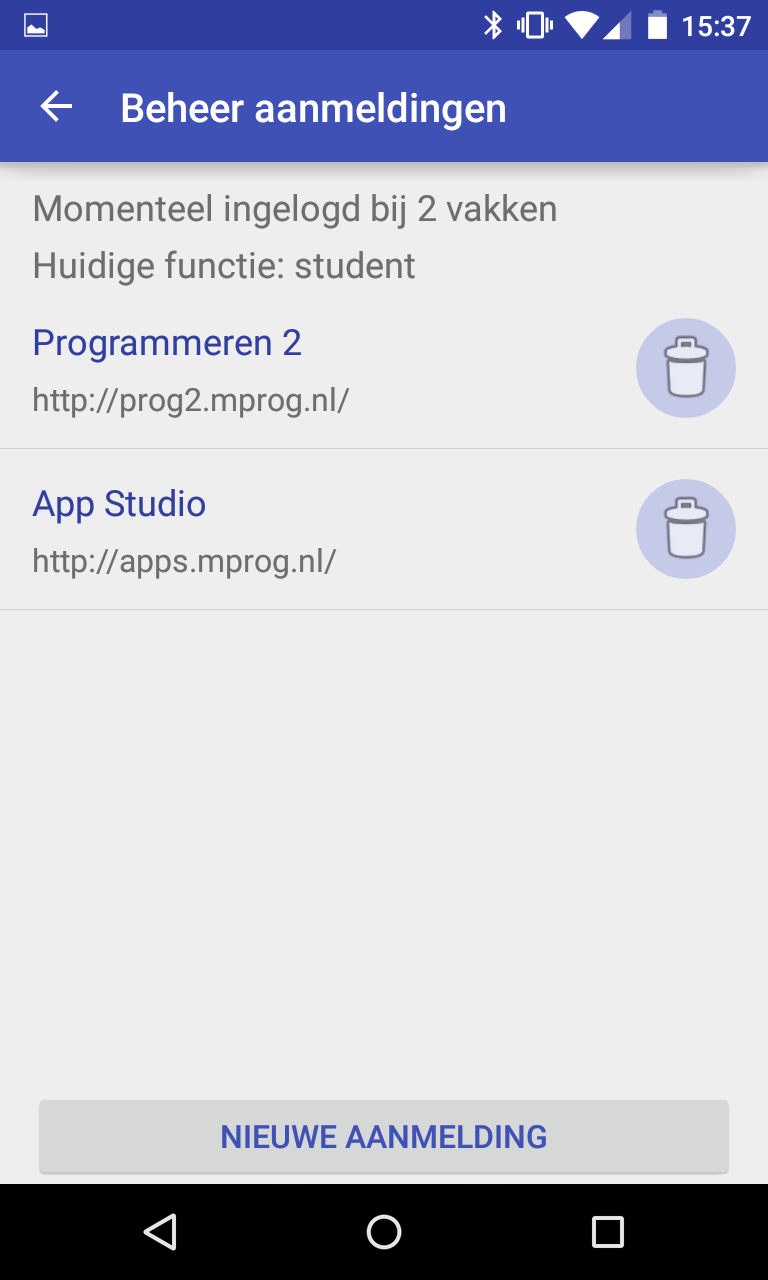 15:37
Beheer aanmeldingen
Momenteel ingelogd bij 2 vakken
Huidige functie: student
Programmeren 2
http://prog2.mprog.nl/
App Studio
http://apps.mprog.nl/
NIEUWE AANMELDING